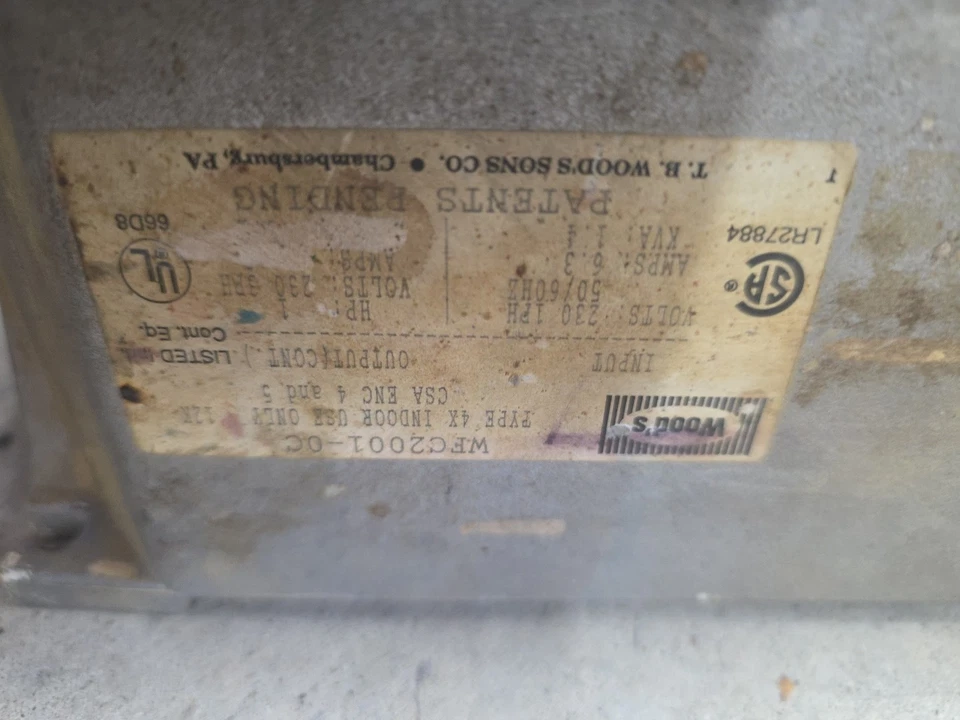 Wood's
WFC2001-0C
TYPE 4X INDOOR USE ONLY 12K
CSA ENC 4 and 5
INPUT
OUTPUT(CONT.)
LISTED
Cont. Eq.
VOLTS: 230 1PH
50/60HZ
AMPS: 6.3
KVA: 1.4
HP: 1
VOLTS: 230 3PH
AMPS:
SA ®
LR27884
UL
66D8
PATENTS PENDING
T. B. WOOD'S SONS CO. • Chambersburg, PA